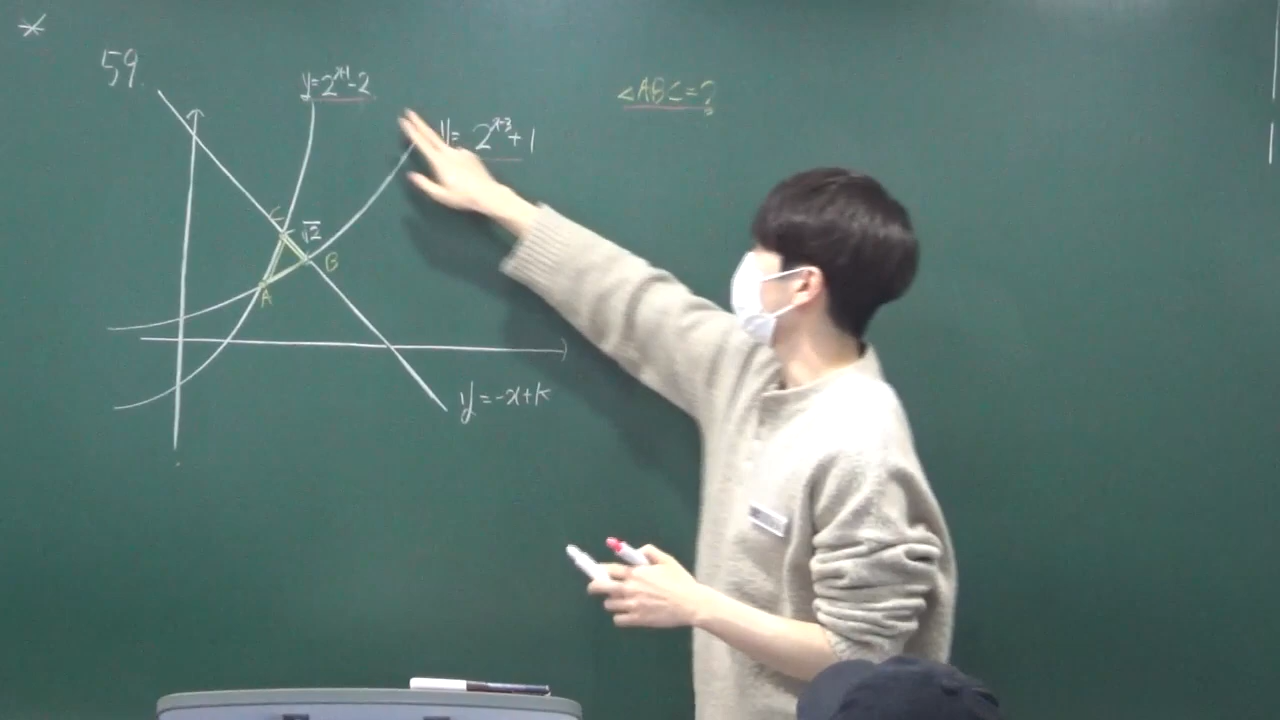 59.
y=2^{x+1}-2
<ABC=?
y= 2^{x-3}+1
C
√2
B
A
y=-x+k